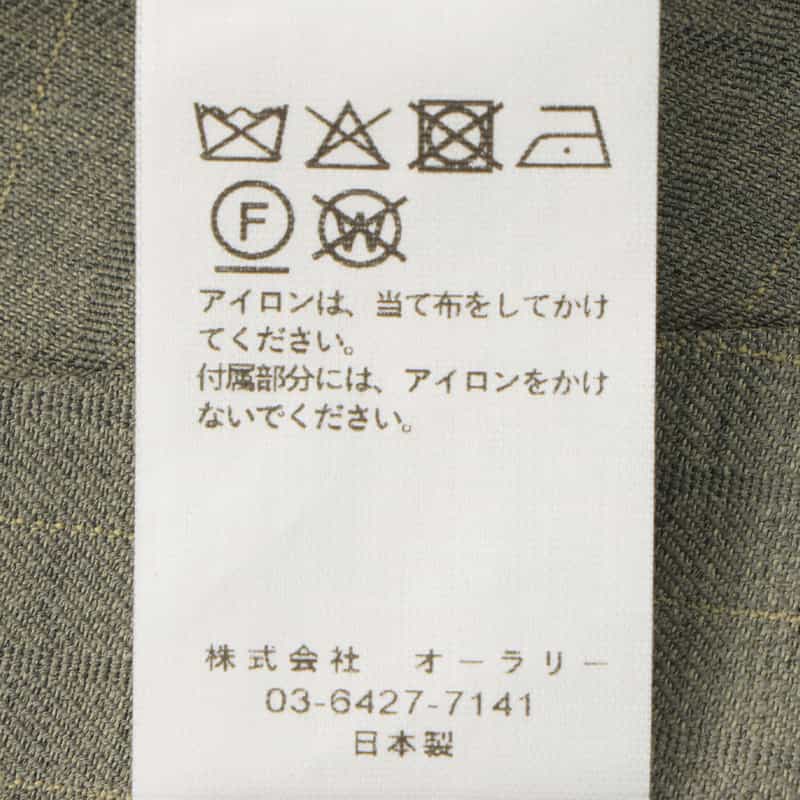 F
W
アイロンは、当て布をしてかけ
てください。
付属部分には、アイロンをかけ
ないでください。
株式会社 オーラリー
03-6427-7141
日本製